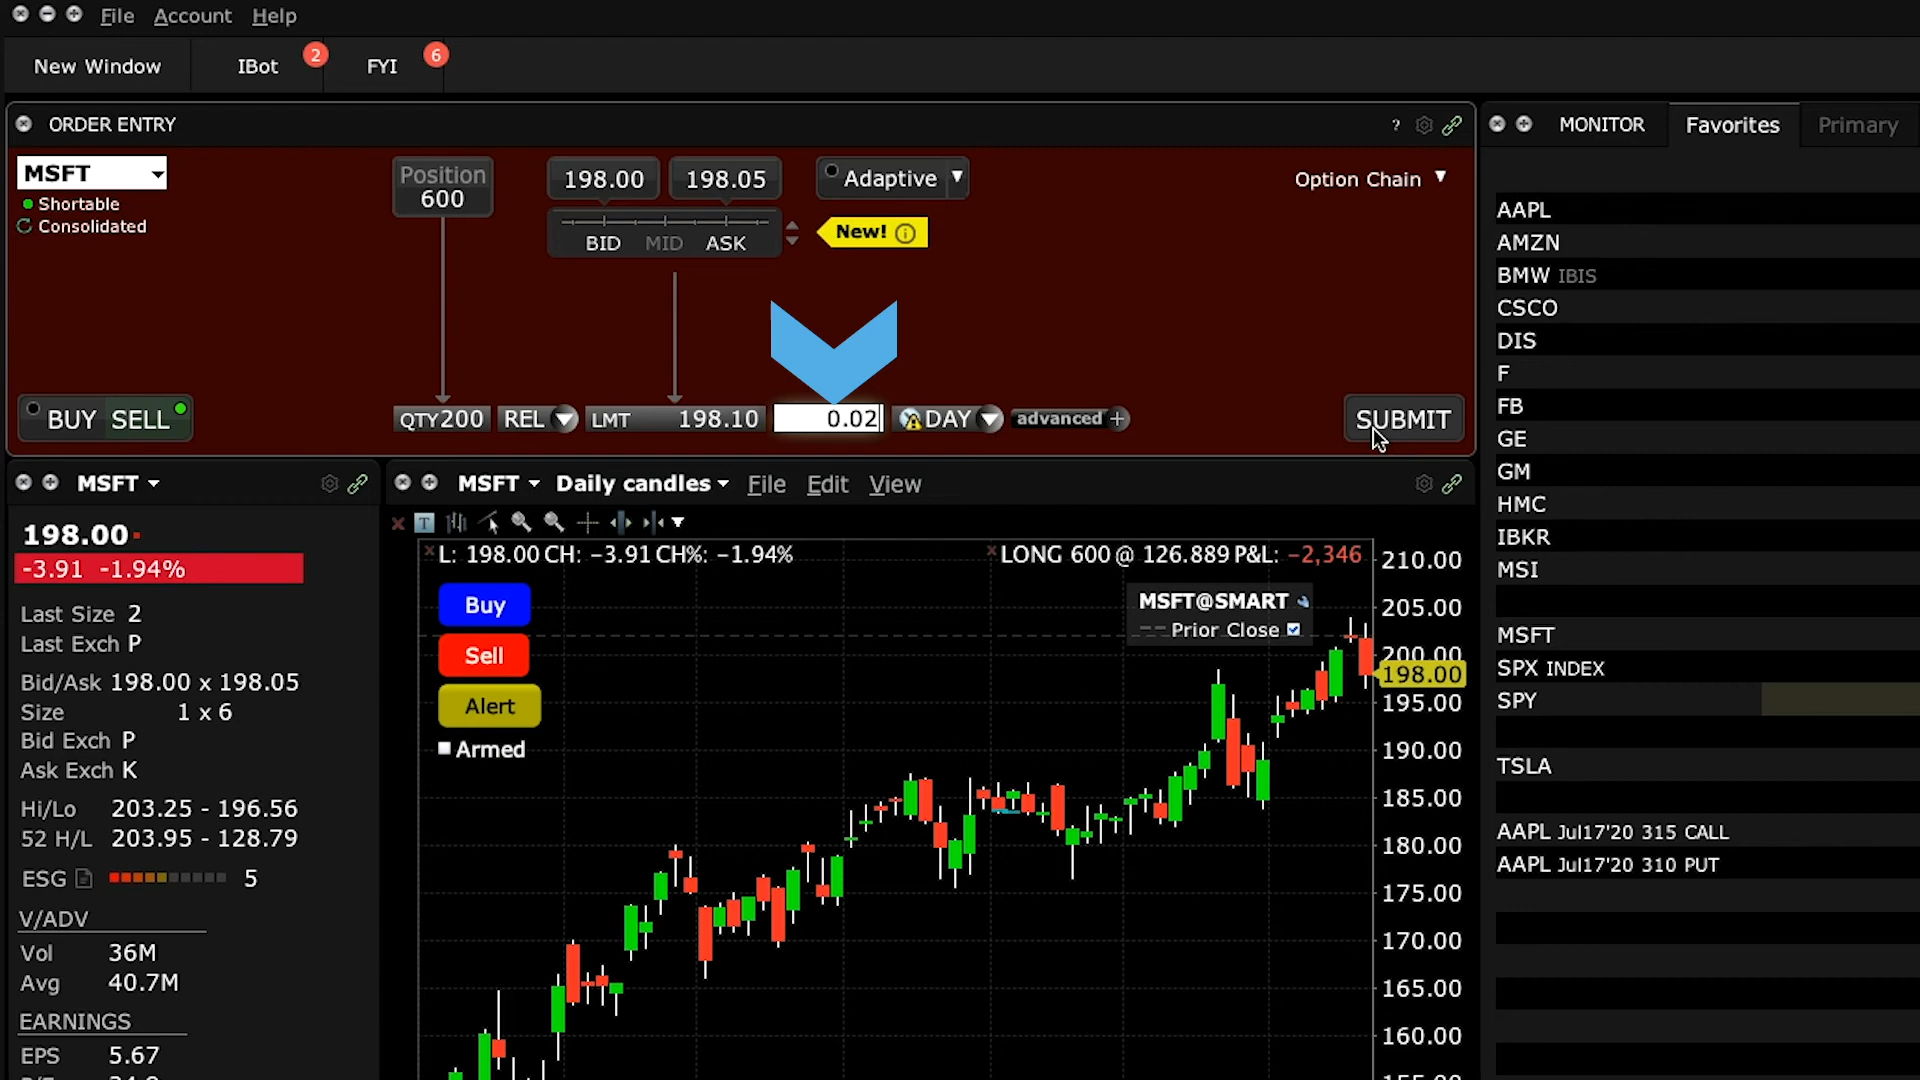 File Account Help
New Window IBot 2 FYI 6
ORDER ENTRY
?
MSFT
Shortable
Consolidated
Position
600
198.00 198.05
BID MID ASK
Adaptive
New!
Option Chain
BUY SELL
QTY 200 REL LMT 198.10 0.02 DAY advanced +
SUBMIT
MONITOR Favorites Primary
AAPL
AMZN
BMW IBIS
CSCO
DIS
F
FB
GE
GM
HMC
IBKR
MSI
MSFT
SPX INDEX
SPY
TSLA
AAPL Jul17'20 315 CALL
AAPL Jul17'20 310 PUT
MSFT
198.00
-3.91 -1.94%
Last Size 2
Last Exch P
Bid/Ask 198.00 x 198.05
Size 1 x 6
Bid Exch P
Ask Exch K
Hi/Lo 203.25 - 196.56
52 H/L 203.95 - 128.79
ESG 5
V/ADV
Vol 36M
Avg 40.7M
EARNINGS
EPS 5.67
MSFT Daily candles File Edit View
T
L: 198.00 CH: −3.91 CH%: −1.94%
LONG 600 @ 126.889 P&L: −2,346
Buy
Sell
Alert
Armed
MSFT@SMART
Prior Close
210.00
205.00
200.00
198.00
195.00
190.00
185.00
180.00
175.00
170.00
165.00
160.00